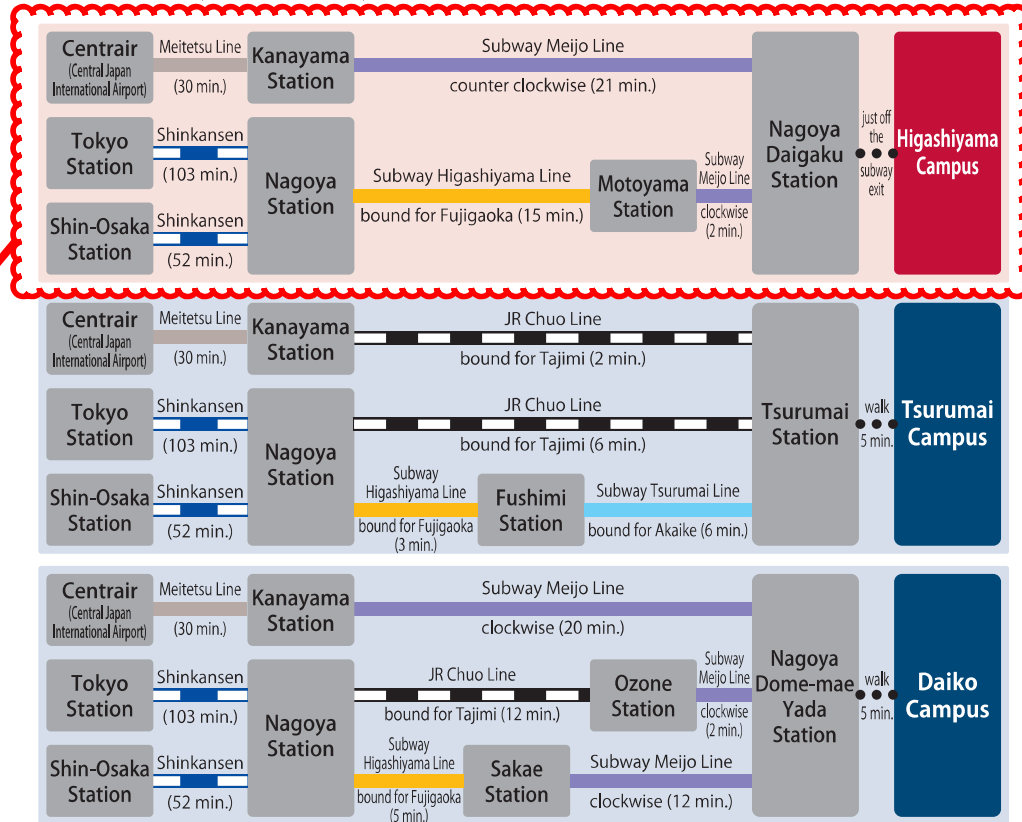 Centrair
(Central Japan
International Airport)
Meitetsu Line
(30 min.)
Kanayama
Station
Subway Meijo Line
counter clockwise (21 min.)
Tokyo
Station
Shinkansen
(103 min.)
Shin-Osaka
Station
Shinkansen
(52 min.)
Nagoya
Station
Subway Higashiyama Line
bound for Fujigaoka (15 min.)
Motoyama
Station
Subway
Meijo Line
clockwise
(2 min.)
Nagoya
Daigaku
Station
just off
the
subway
exit
Higashiyama
Campus
Centrair
(Central Japan
International Airport)
Meitetsu Line
(30 min.)
Kanayama
Station
JR Chuo Line
bound for Tajimi (2 min.)
Tokyo
Station
Shinkansen
(103 min.)
Shin-Osaka
Station
Shinkansen
(52 min.)
Nagoya
Station
JR Chuo Line
bound for Tajimi (6 min.)
Subway
Higashiyama Line
bound for Fujigaoka
(3 min.)
Fushimi
Station
Subway Tsurumai Line
bound for Akaike (6 min.)
Tsurumai
Station
walk
5 min.
Tsurumai
Campus
Centrair
(Central Japan
International Airport)
Meitetsu Line
(30 min.)
Kanayama
Station
Subway Meijo Line
clockwise (20 min.)
Tokyo
Station
Shinkansen
(103 min.)
Shin-Osaka
Station
Shinkansen
(52 min.)
Nagoya
Station
JR Chuo Line
bound for Tajimi (12 min.)
Ozone
Station
Subway
Meijo Line
clockwise
(2 min.)
Subway
Higashiyama Line
bound for Fujigaoka
(5 min.)
Sakae
Station
Subway Meijo Line
clockwise (12 min.)
Nagoya
Dome-mae
Yada
Station
walk
5 min.
Daiko
Campus